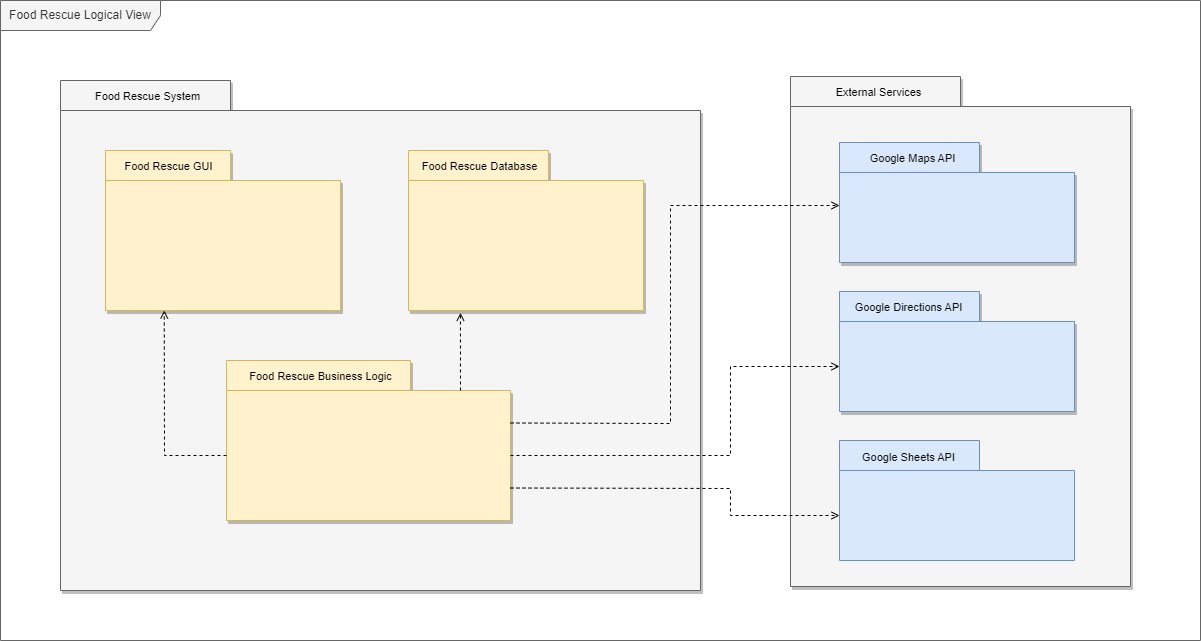 Food Rescue Logical View
Food Rescue System
External Services
Food Rescue GUI
Food Rescue Database
Google Maps API
Google Directions API
Food Rescue Business Logic
Google Sheets API